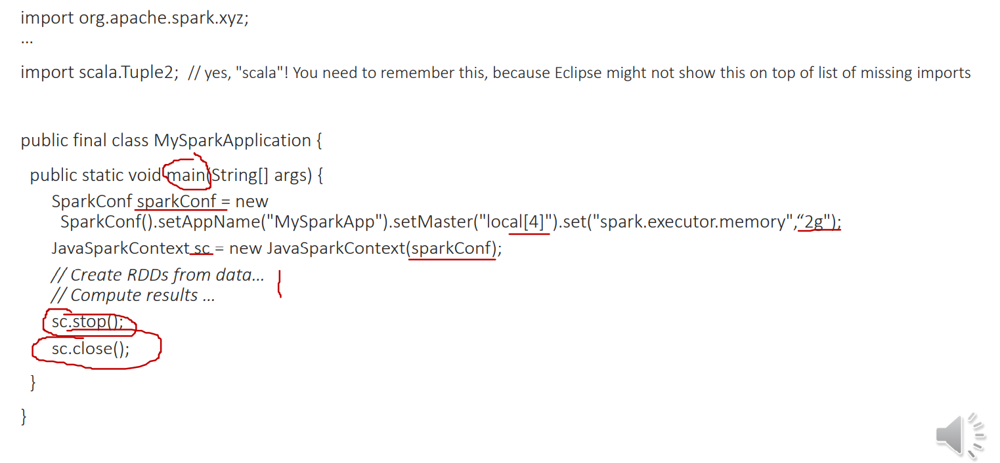 import org.apache.spark.xyz;
...
import scala.Tuple2;  // yes, "scala"! You need to remember this, because Eclipse might not show this on top of list of missing imports
public final class MySparkApplication {
public static void main(String[] args) {
SparkConf sparkConf = new
SparkConf().setAppName("MySparkApp").setMaster("local[4]").set("spark.executor.memory",“2g");
JavaSparkContext sc = new JavaSparkContext(sparkConf);
// Create RDDs from data...
// Compute results ...
sc.stop();
sc.close();
}
}